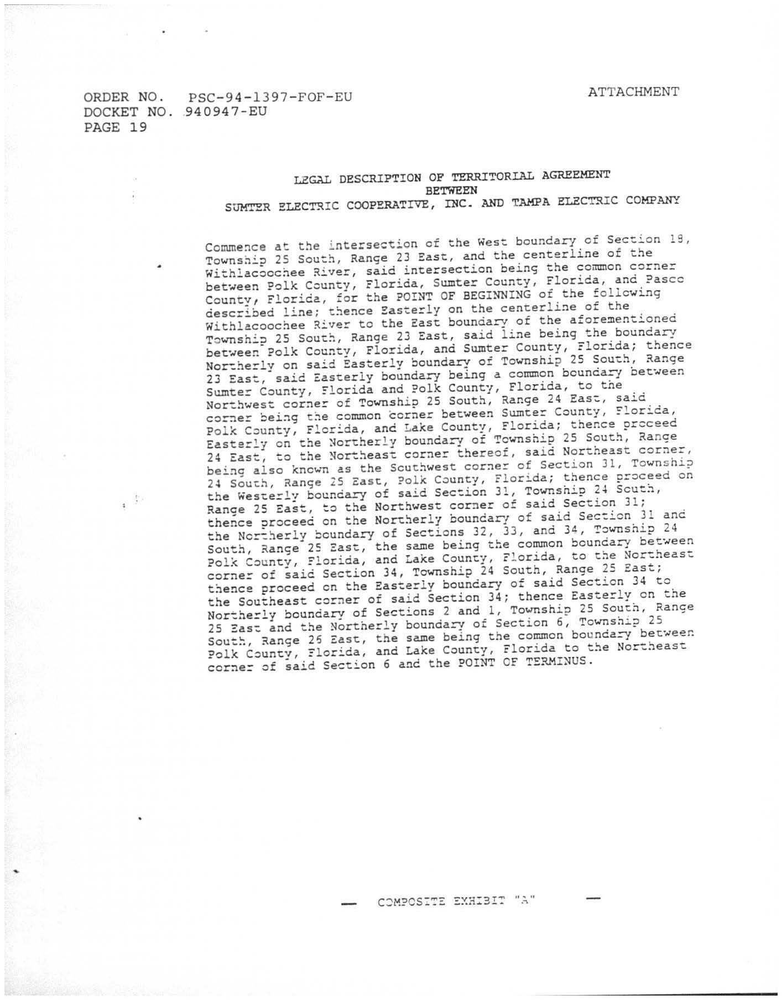 ORDER NO. PSC-94-1397-FOF-EU
ATTACHMENT
DOCKET NO. 940947-EU
PAGE 19
LEGAL DESCRIPTION OF TERRITORIAL AGREEMENT
BETWEEN
SUMTER ELECTRIC COOPERATIVE, INC. AND TAMPA ELECTRIC COMPANY
Commence at the intersection of the West boundary of Section
Township 25 South, Range 23 East, and the centerline of the
Withlacoochee River, said intersection being the common corner
between Polk County, Florida, Sumter County, Florida, and Pasco
County, Florida, for the POINT OF BEGINNING of the following
described line; thence Easterly on the centerline of the
Withlacoochee River to the East boundary of the aforementioned
Township 25 South, Range 23 East, said line being the boundary
between Polk County, Florida, and Sumter County, Florida; thence
Northerly on said Easterly boundary of Township 25 South, Range
23 East, said Easterly boundary being a common boundary between
Sumter County, Florida and Polk County, Florida, to the
Northwest corner of Township 25 South, Range 24 East, said
corner being the common corner between Sumter County, Florida,
Polk County, Florida, and Lake County, Florida; thence proceed
Easterly on the Northerly boundary of Township 25 South, Range
24 East, to the Northeast corner thereof, said Northeast corner,
being also known as the Southwest corner of Section 31, Township
24 South, Range 25 East, Polk County, Florida; thence proceed on
the Westerly boundary of said Section 31, Township 24 South,
Range 25 East, to the Northwest corner of said Section 31;
thence proceed on the Northerly boundary of said Section 31 and
the Northerly boundary of Sections 32, 33, and 34, Township 24
South, Range 25 East, the same being the common boundary between
Polk County, Florida, and Lake County, Florida, to the Northeast
corner of said Section 34, Township 24 South, Range 25 East;
thence proceed on the Easterly boundary of said Section 34 to
the Southeast corner of said Section 34; thence Easterly on the
Northerly boundary of Sections 2 and 1, Township 25 South, Range
25 East and the Northerly boundary of Section 6, Township 25
South, Range 26 East, the same being the common boundary between
Polk County, Florida, and Lake County, Florida to the Northeast
corner of said Section 6 and the POINT OF TERMINUS.
COMPOSITE EXHIBIT "A"